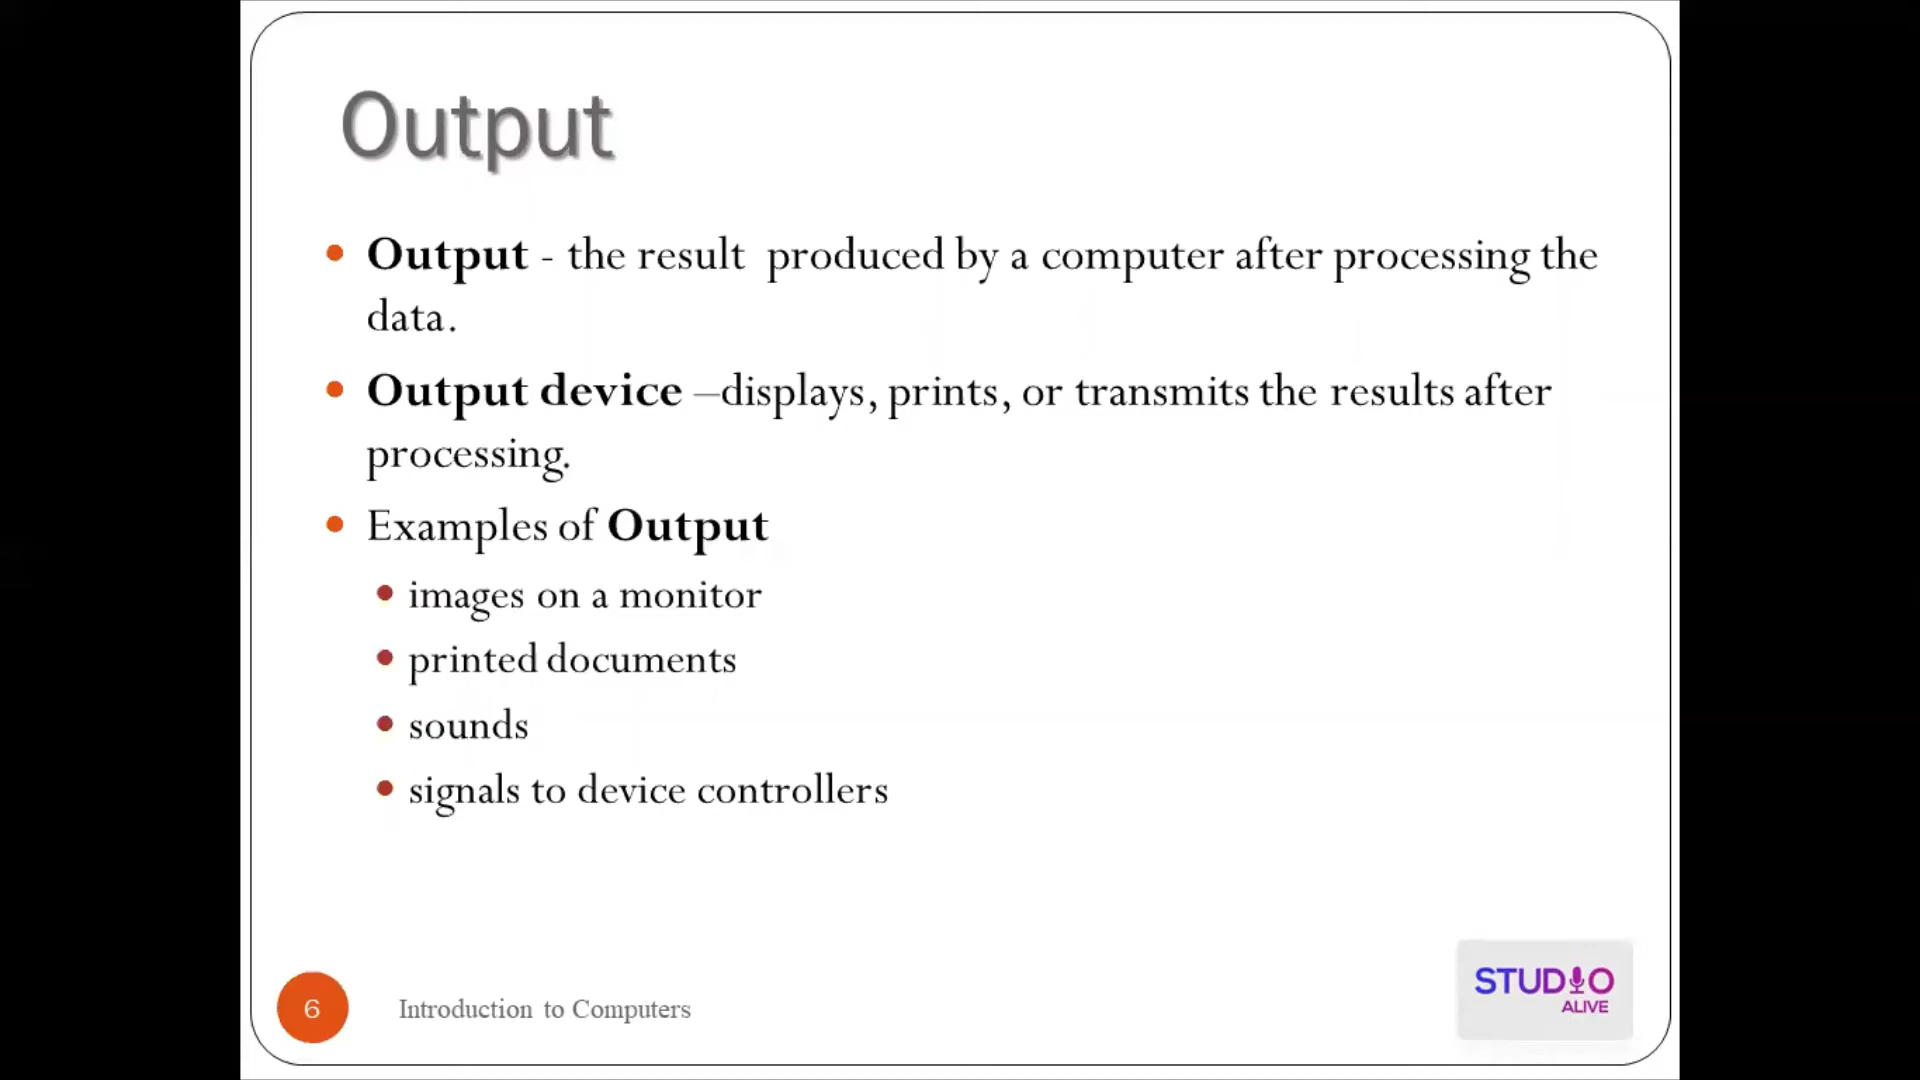 Output
• Output - the result produced by a computer after processing the
data.
• Output device –displays, prints, or transmits the results after
processing.
• Examples of Output
• images on a monitor
• printed documents
• sounds
• signals to device controllers
6 Introduction to Computers
STUDIO
ALIVE